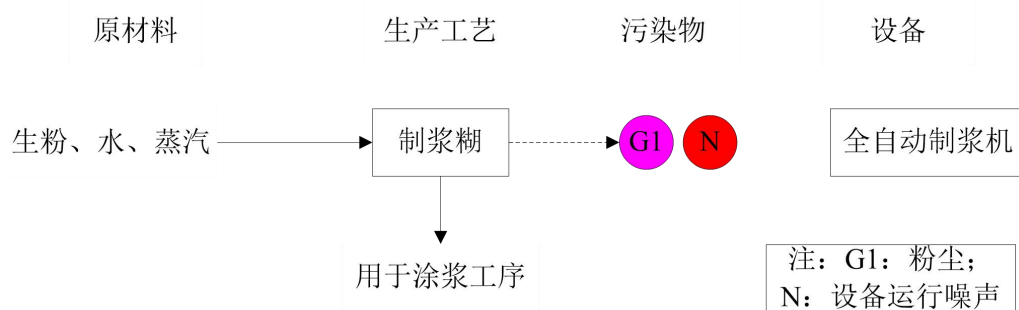 原材料 生产工艺 污染物 设备
生粉、水、蒸汽 制浆糊 G1 N 全自动制浆机
用于涂浆工序
注：G1：粉尘；
N：设备运行噪声